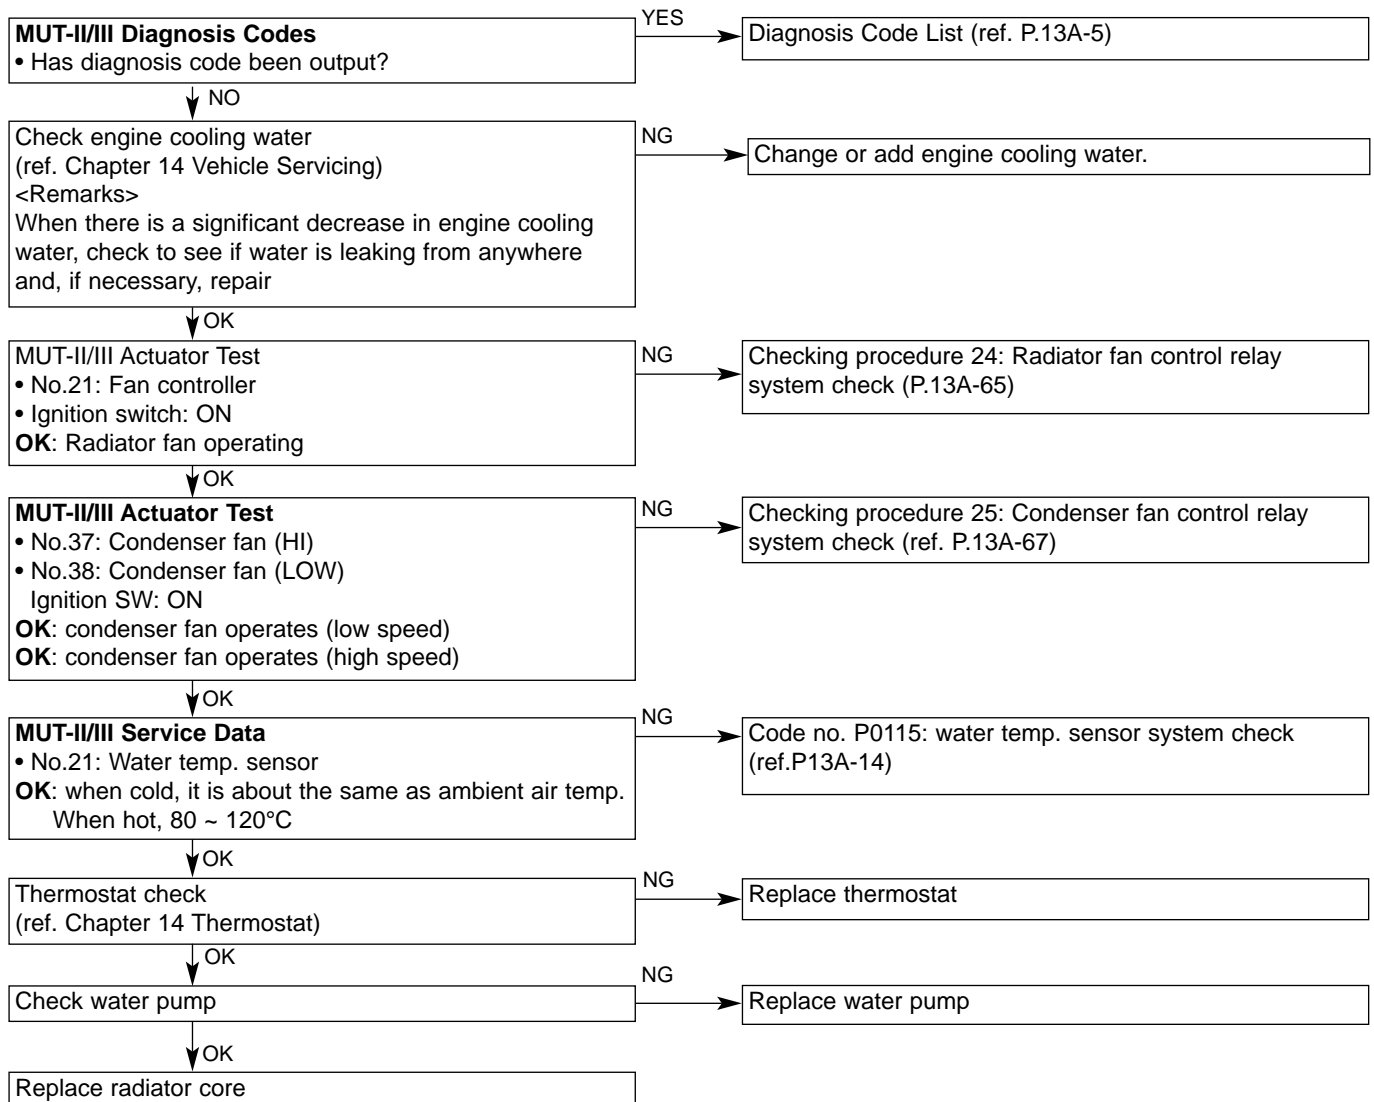 MUT-II/III Diagnosis Codes
• Has diagnosis code been output?
YES
Diagnosis Code List (ref. P.13A-5)
NO
Check engine cooling water
(ref. Chapter 14 Vehicle Servicing)
<Remarks>
When there is a significant decrease in engine cooling
water, check to see if water is leaking from anywhere
and, if necessary, repair
NG
Change or add engine cooling water.
OK
MUT-II/III Actuator Test
• No.21: Fan controller
• Ignition switch: ON
OK: Radiator fan operating
NG
Checking procedure 24: Radiator fan control relay
system check (P.13A-65)
OK
MUT-II/III Actuator Test
• No.37: Condenser fan (HI)
• No.38: Condenser fan (LOW)
Ignition SW: ON
OK: condenser fan operates (low speed)
OK: condenser fan operates (high speed)
NG
Checking procedure 25: Condenser fan control relay
system check (ref. P.13A-67)
OK
MUT-II/III Service Data
• No.21: Water temp. sensor
OK: when cold, it is about the same as ambient air temp.
When hot, 80 ~ 120°C
NG
Code no. P0115: water temp. sensor system check
(ref.P13A-14)
OK
Thermostat check
(ref. Chapter 14 Thermostat)
NG
Replace thermostat
OK
Check water pump
NG
Replace water pump
OK
Replace radiator core